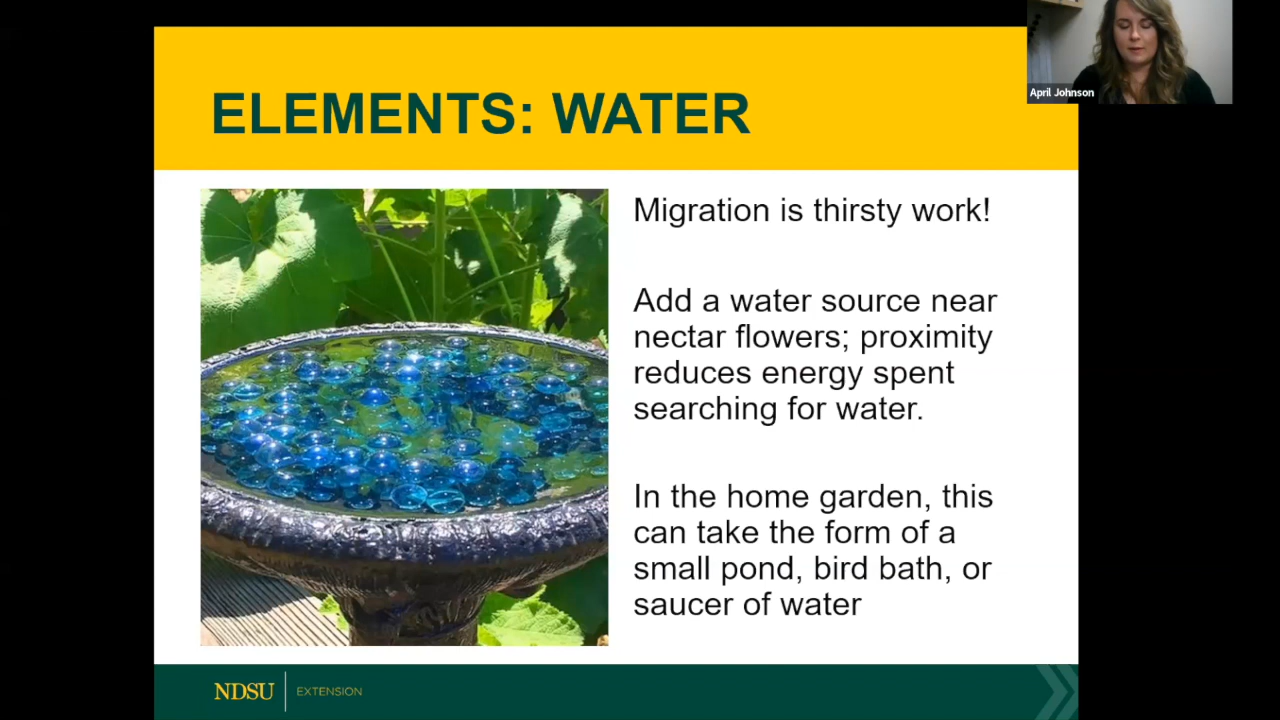 ELEMENTS: WATER
April Johnson
Migration is thirsty work!
Add a water source near
nectar flowers; proximity
reduces energy spent
searching for water.
In the home garden, this
can take the form of a
small pond, bird bath, or
saucer of water
NDSU EXTENSION